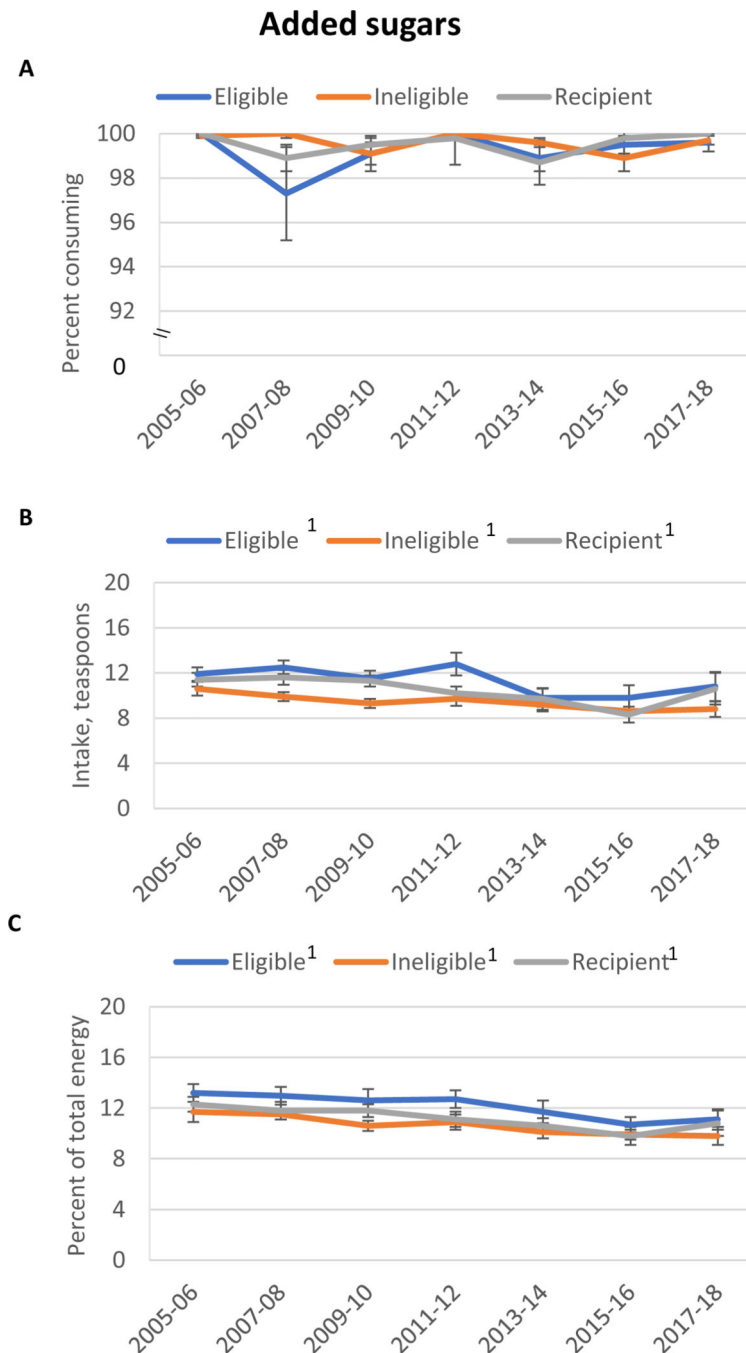 Added sugars
A
Eligible Ineligible Recipient
100
98
96
94
92
0
Percent consuming
2005-06 2007-08 2009-10 2011-12 2013-14 2015-16 2017-18
B
Eligible 1 Ineligible 1 Recipient1
20
16
12
8
4
0
Intake, teaspoons
2005-06 2007-08 2009-10 2011-12 2013-14 2015-16 2017-18
C
Eligible1 Ineligible1 Recipient1
20
16
12
8
4
0
Percent of total energy
2005-06 2007-08 2009-10 2011-12 2013-14 2015-16 2017-18